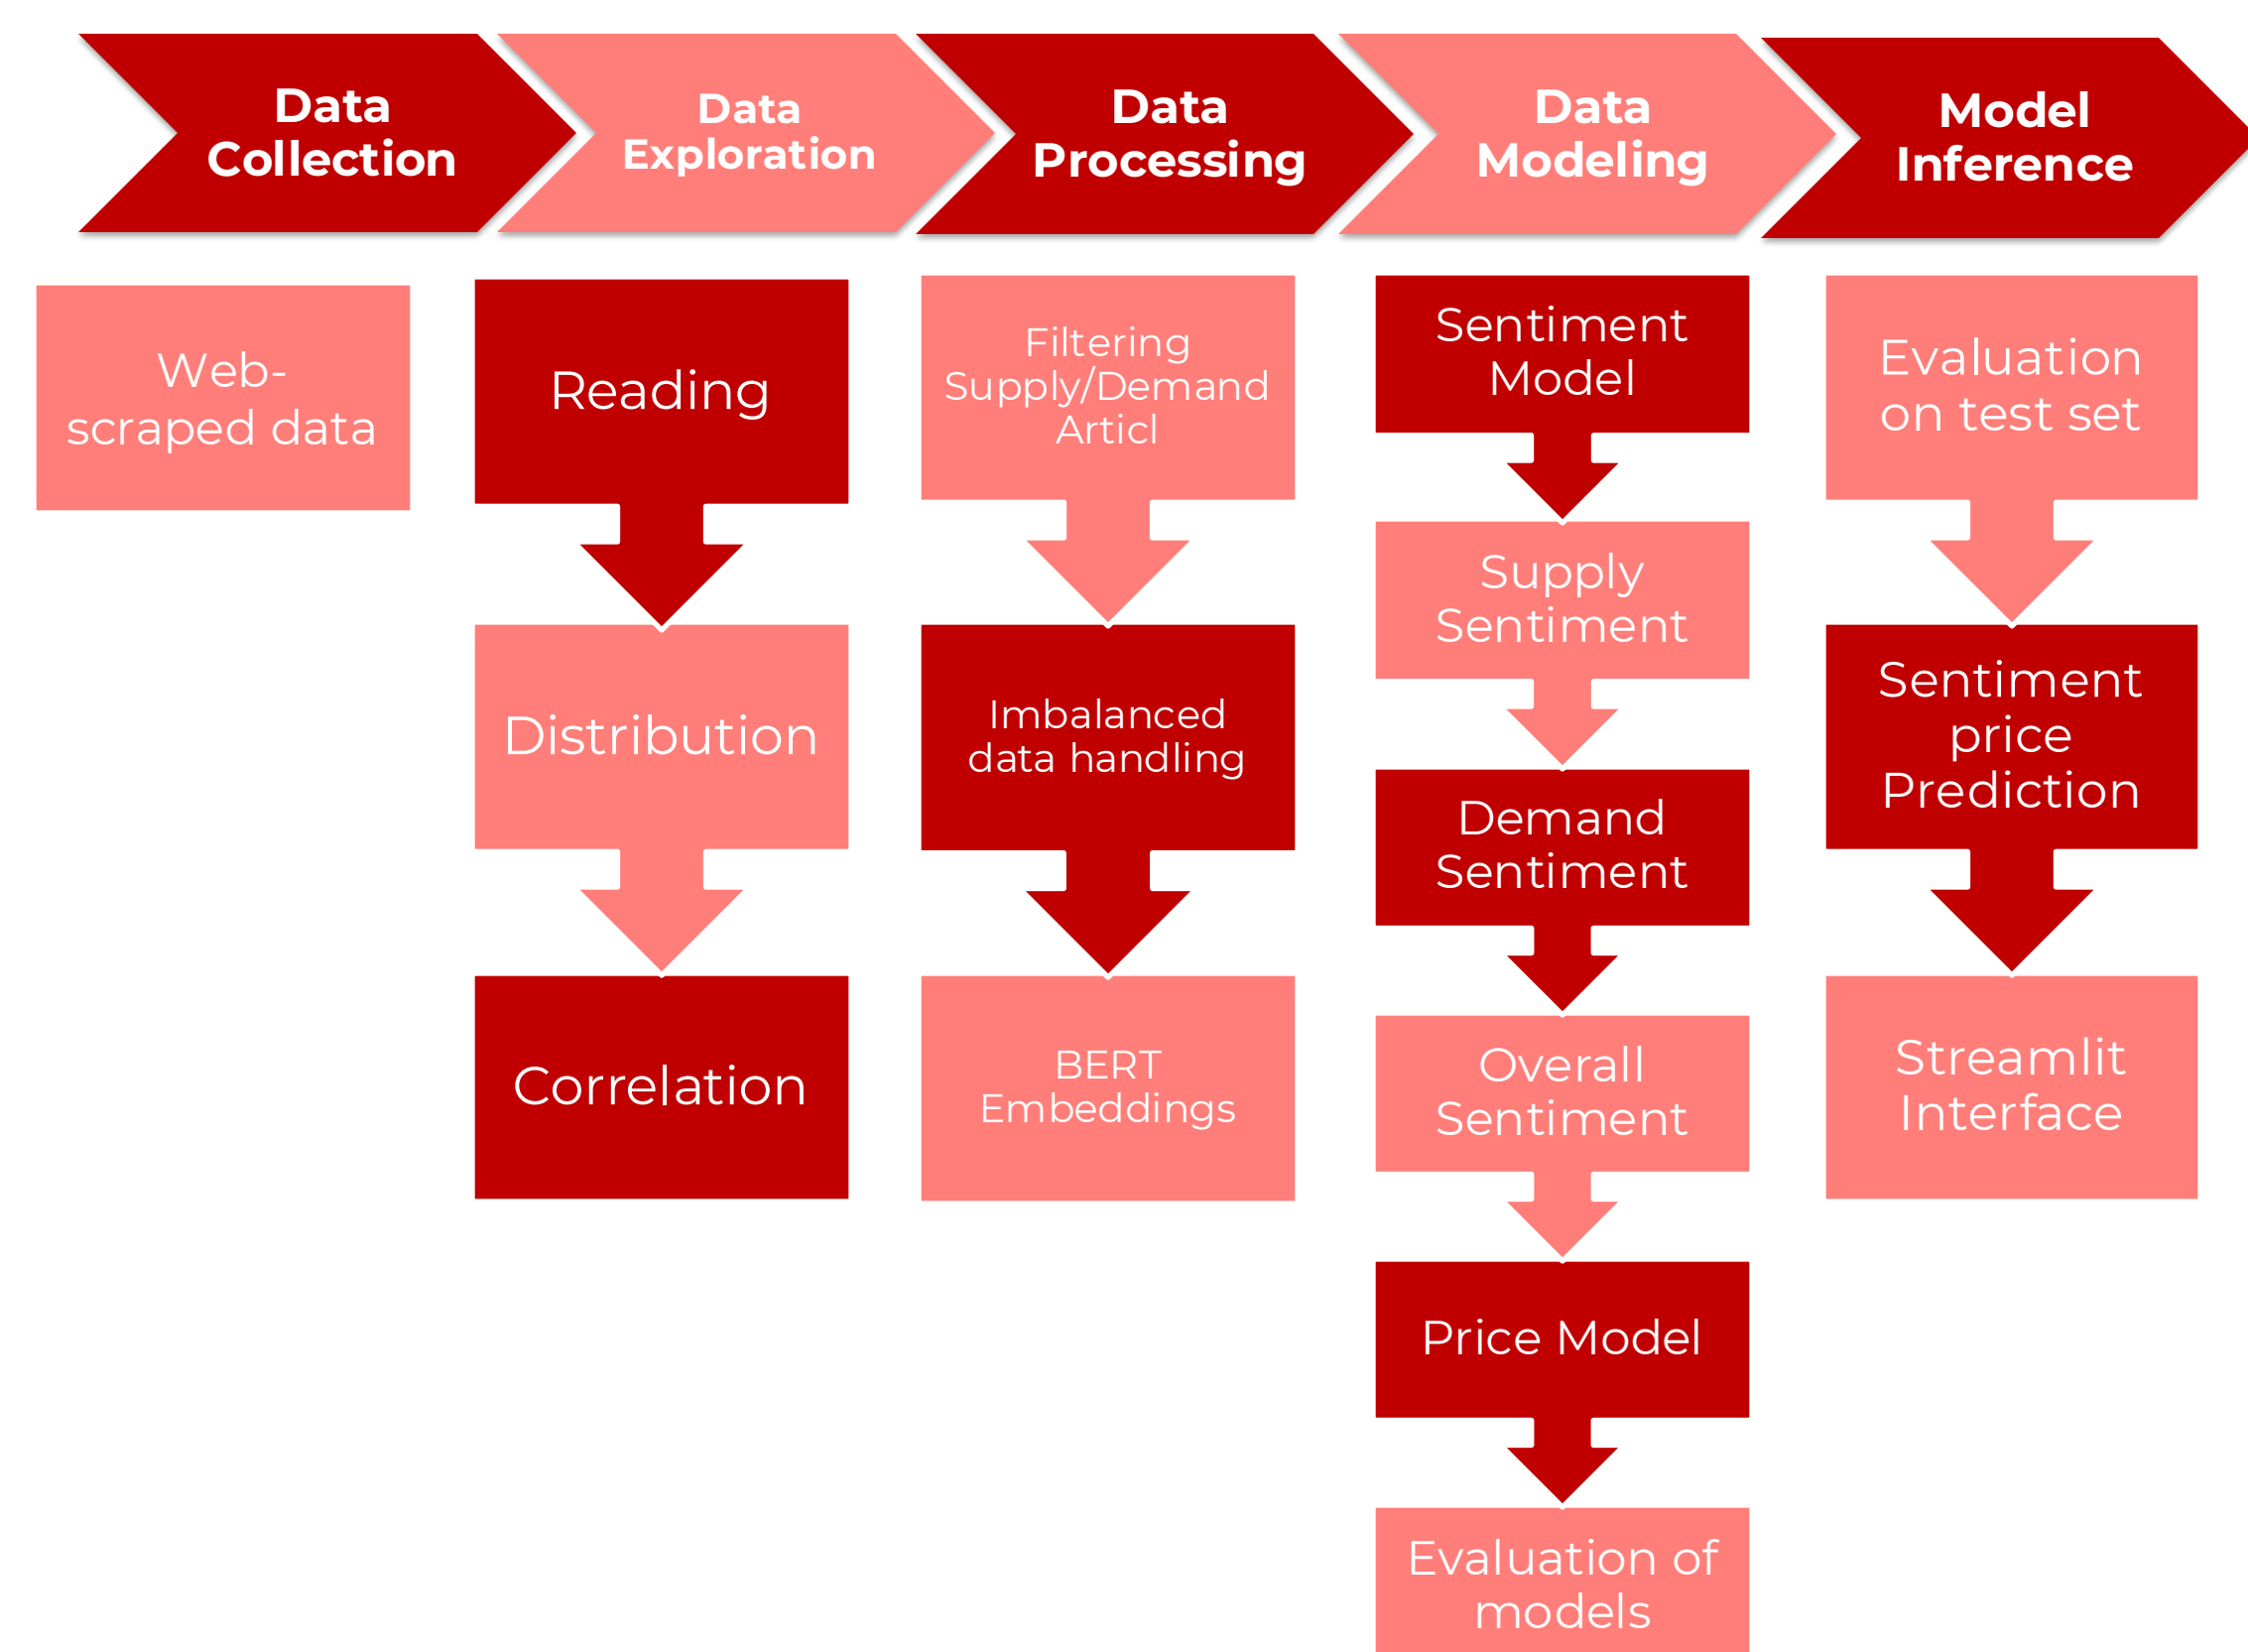 Data
Collection
Data
Exploration
Data
Processing
Data
Modeling
Model
Inference
Web-
scraped data
Reading
Distribution
Correlation
Filtering
Supply/Demand
Articl
Imbalanced
data handling
BERT
Embeddings
Sentiment
Model
Supply
Sentiment
Demand
Sentiment
Overall
Sentiment
Price Model
Evaluation of
models
Evaluation
on test set
Sentiment
price
Prediction
Streamlit
Interface